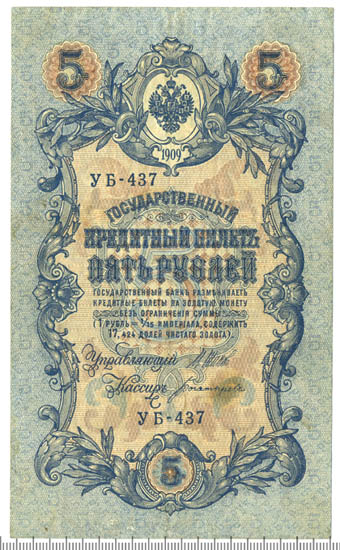 5 5
1909
УБ-437
ГОСУДАРСТВЕННЫЙ
КРЕДИТНЫЙ БИЛЕТЪ
ПЯТЬ РУБЛЕЙ
ГОСУДАРСТВЕННЫЙ БАНКЪ РАЗМѢНИВАЕТЪ
КРЕДИТНЫЕ БИЛЕТЫ НА ЗОЛОТУЮ МОНЕТУ
БЕЗЪ ОГРАНИЧЕНІЯ СУММЫ
(1 РУБЛЬ = 1/15 ИМПЕРІАЛА, СОДЕРЖИТЪ
17,424 ДОЛЕЙ ЧИСТАГО ЗОЛОТА).
Управляющій
Кассиръ
УБ-437
5